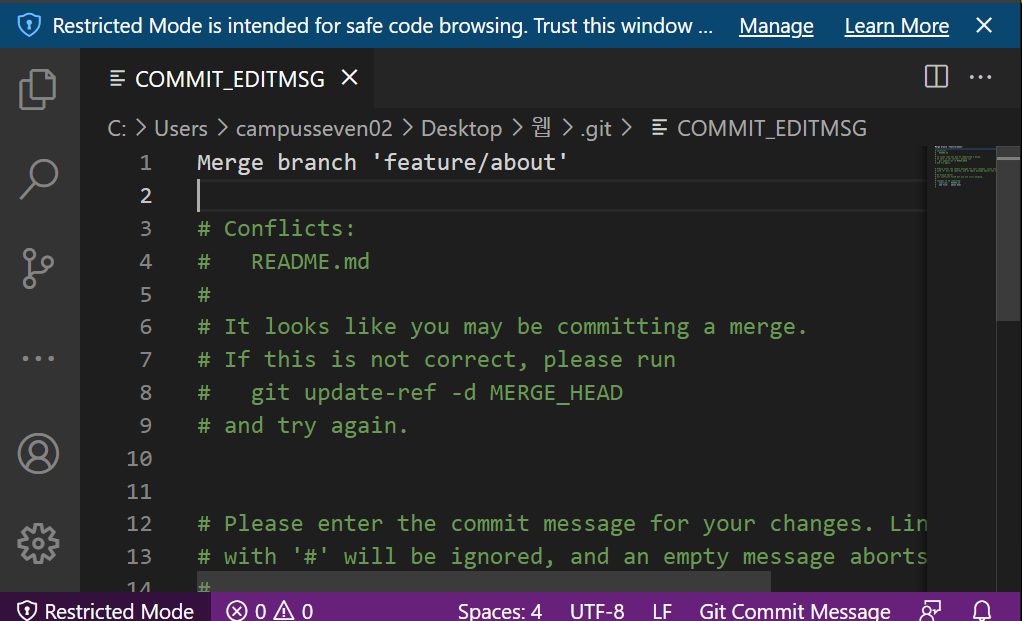 Restricted Mode is intended for safe code browsing. Trust this window ... Manage Learn More
COMMIT_EDITMSG
C: > Users > campusseven02 > Desktop > 웹 > .git > COMMIT_EDITMSG
1 Merge branch 'feature/about'
2
3 # Conflicts:
4 #   README.md
5 #
6 # It looks like you may be committing a merge.
7 # If this is not correct, please run
8 #   git update-ref -d MERGE_HEAD
9 # and try again.
10
11
12 # Please enter the commit message for your changes. Lin
13 # with '#' will be ignored, and an empty message aborts
14 #
Restricted Mode 0 0 Spaces: 4 UTF-8 LF Git Commit Message